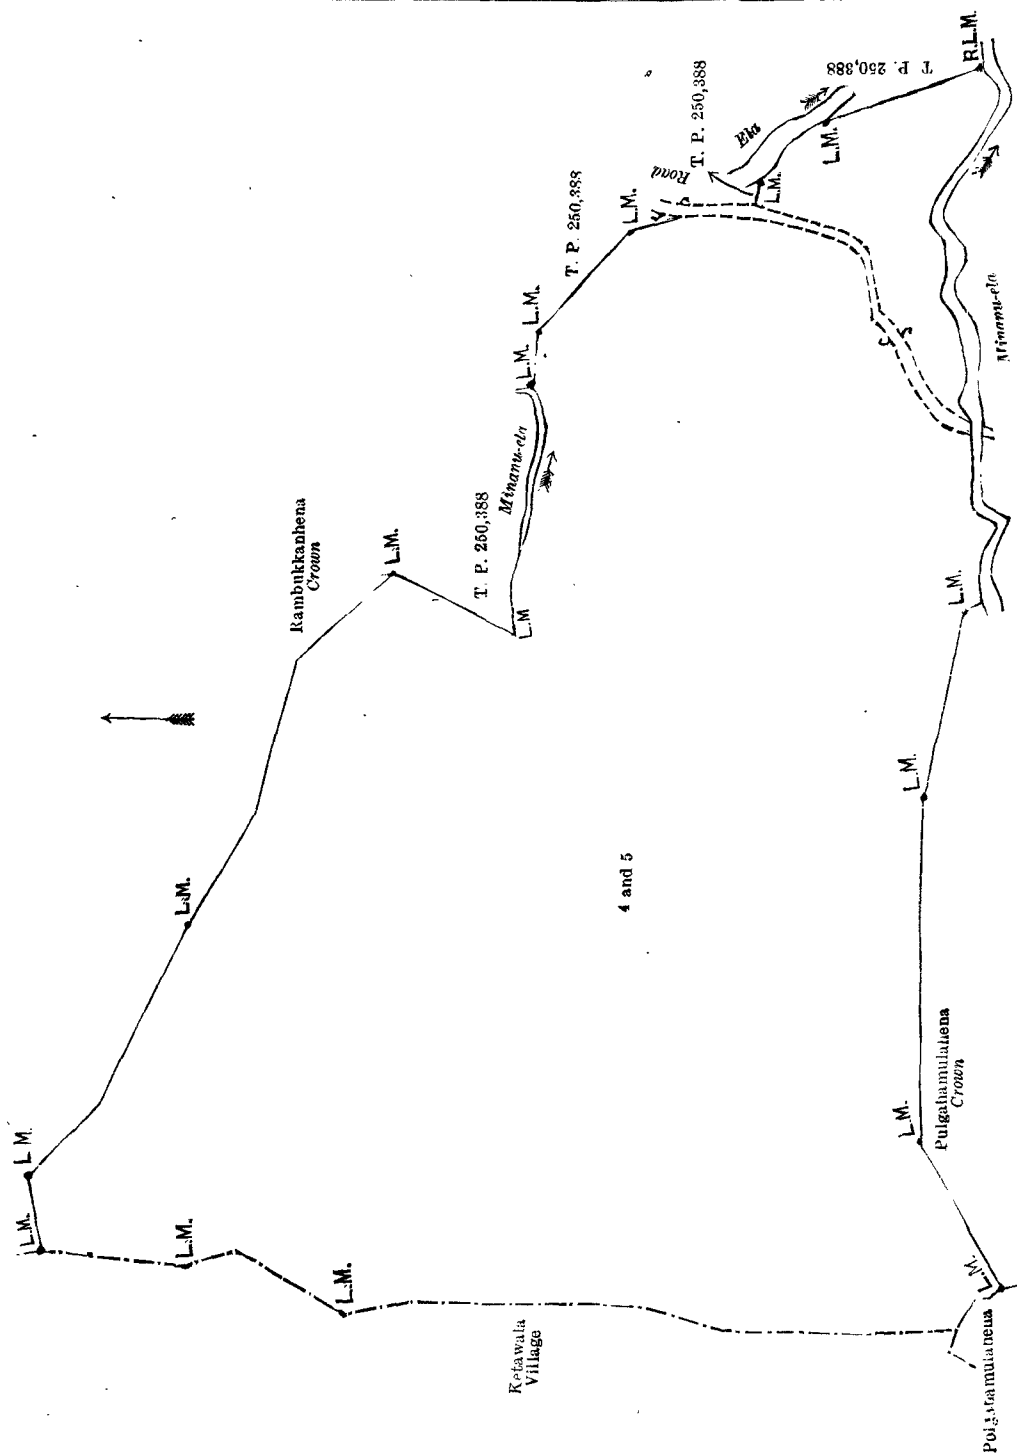 L.M.
L M.
L.M.
L.M.
Rambukkanhena
Crown
L.M.
L.M.
T. P. 250,388
Minanu-ela
Ketawala
Village
L.M
L.M.
L.M.
T. P. 250,388
4 and 5
L.M.
Road
T. P. 250,388
Ela
L.M.
L.M.
T. P. 250,388
L.M.
L.M.
Pulgahamulahena
Crown
L.M.
R.L.M.
L.M.
Polgahamulahena
Minanu-ela